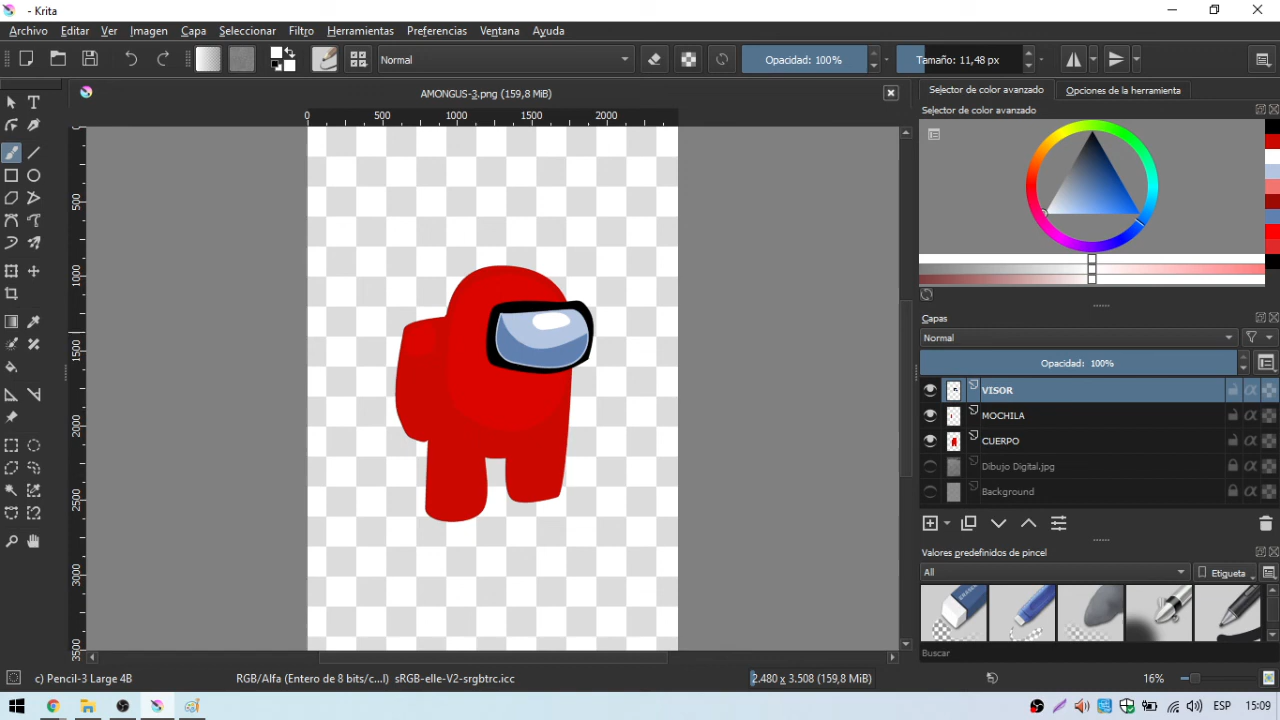 - Krita
Archivo Editar Ver Imagen Capa Seleccionar Filtro Herramientas Preferencias Ventana Ayuda
Normal Opacidad: 100% Tamaño: 11,48 px
AMONGUS-3.png (159,8 MiB)
0 500 1000 1500 2000
0 500 1000 1500 2000 2500 3000 3500
Selector de color avanzado Opciones de la herramienta
Selector de color avanzado
Capas
Normal
Opacidad: 100%
VISOR
MOCHILA
CUERPO
Dibujo Digital.jpg
Background
Valores predefinidos de pincel
All Etiqueta
Buscar
c) Pencil-3 Large 4B RGB/Alfa (Entero de 8 bits/c...l) sRGB-elle-V2-srgbtrc.icc 2.480 x 3.508 (159,8 MiB) 16%
ESP 15:09